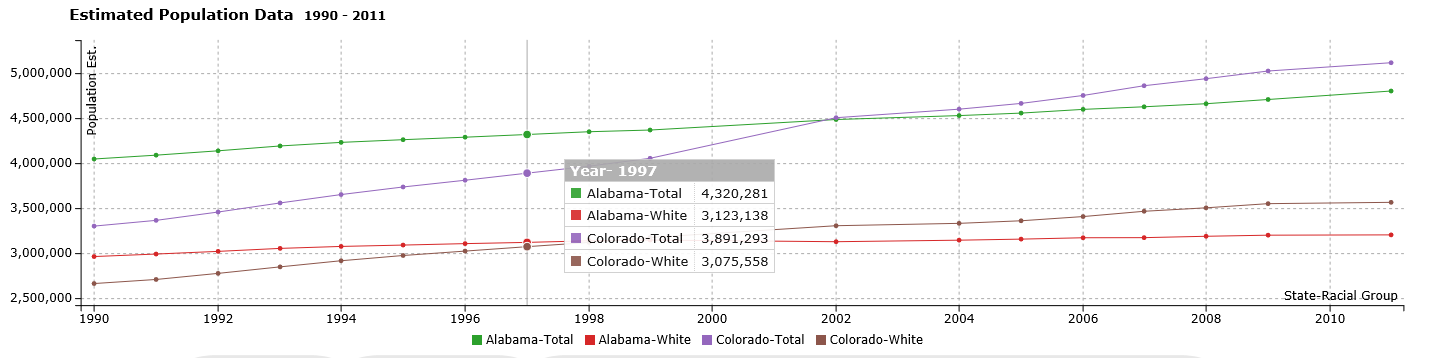 Estimated Population Data 1990 - 2011
Population Est.
5,000,000
4,500,000
4,000,000
3,500,000
3,000,000
2,500,000
Year- 1997
Alabama-Total 4,320,281
Alabama-White 3,123,138
Colorado-Total 3,891,293
Colorado-White 3,075,558
State-Racial Group
1990 1992 1994 1996 1998 2000 2002 2004 2006 2008 2010
Alabama-Total Alabama-White Colorado-Total Colorado-White